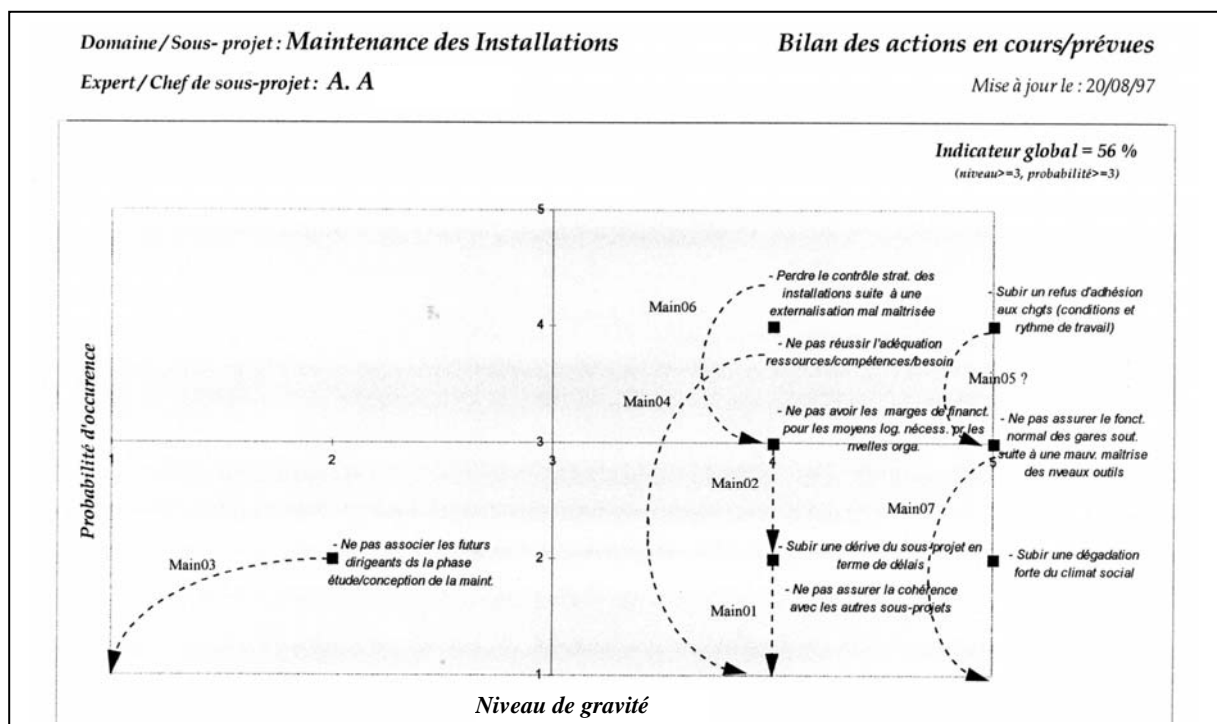 Domaine / Sous- projet : Maintenance des Installations
Bilan des actions en cours/prévues
Expert / Chef de sous-projet : A. A
Mise à jour le : 20/08/97
Indicateur global = 56 %
(niveau>=3, probabilité>=3)
Probabilité d'occurence
5
4
3
2
1
2
4
5
- Perdre le contrôle strat. des
installations suite à une
externalisation mal maîtrisée
Main06
- Subir un refus d'adhésion
aux chgts (conditions et
rythme de travail)
- Ne pas réussir l'adéquation
ressources/compétences/besoin
Main04
Main05 ?
- Ne pas avoir les marges de financt.
pour les moyens log. nécess. pr les
nvelles orga.
- Ne pas assurer le fonct.
normal des gares sout.
suite à une mauv. maîtrise
des nveaux outils
Main02
Main07
- Ne pas associer les futurs
dirigeants ds la phase
étude/conception de la maint.
Main03
- Subir une dérive du sous-projet en
terme de délais
- Subir une dégadation
forte du climat social
- Ne pas assurer la cohérence
avec les autres sous-projets
Main01
Niveau de gravité